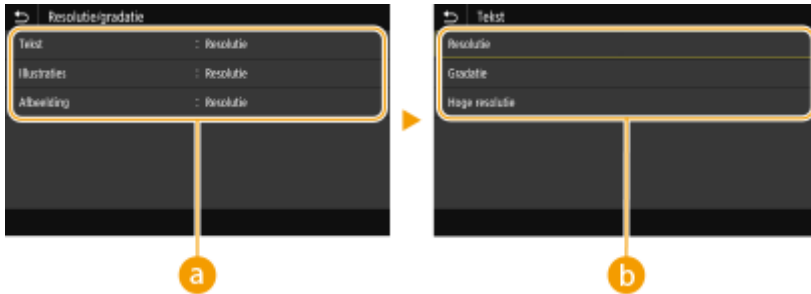 Resolutie/gradatie
Tekst : Resolutie
Illustraties : Resolutie
Afbeelding : Resolutie
a
Tekst
Resolutie
Gradatie
Hoge resolutie
b